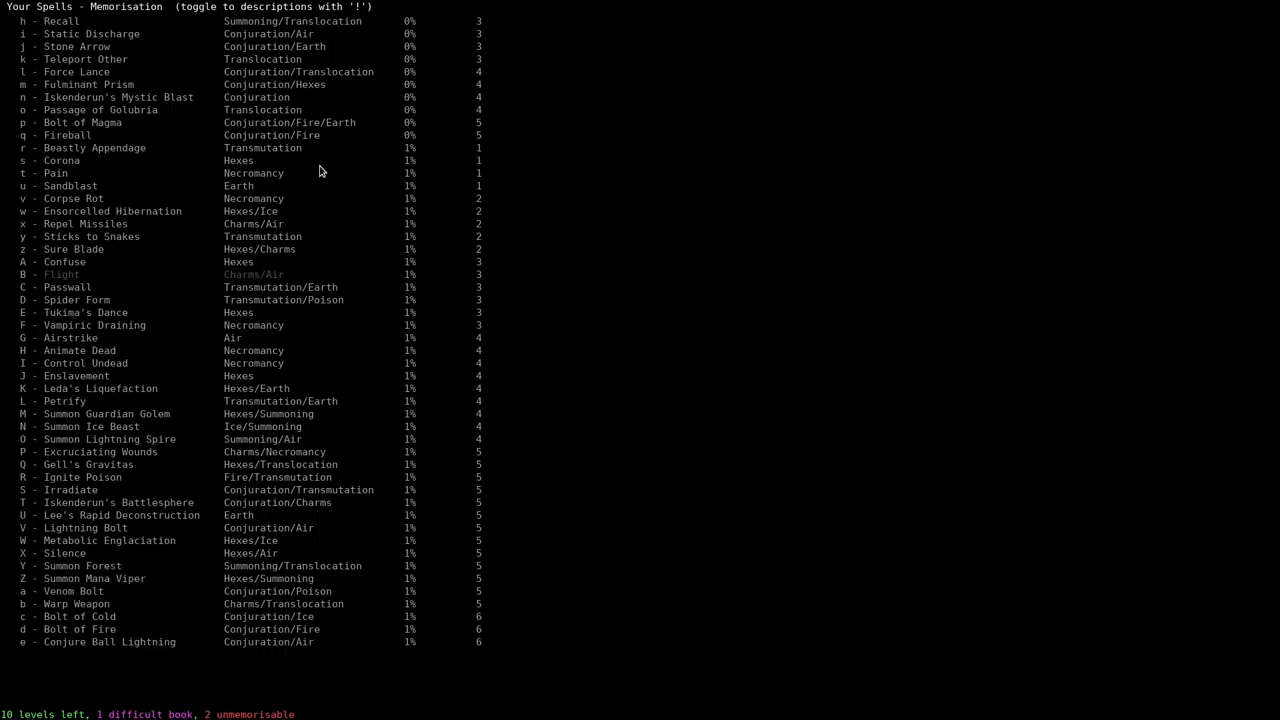 Your Spells - Memorisation  (toggle to descriptions with '!')
h - Recall Summoning/Translocation 0% 3
i - Static Discharge Conjuration/Air 0% 3
j - Stone Arrow Conjuration/Earth 0% 3
k - Teleport Other Translocation 0% 3
l - Force Lance Conjuration/Translocation 0% 4
m - Fulminant Prism Conjuration/Hexes 0% 4
n - Iskenderun's Mystic Blast Conjuration 0% 4
o - Passage of Golubria Translocation 0% 4
p - Bolt of Magma Conjuration/Fire/Earth 0% 5
q - Fireball Conjuration/Fire 0% 5
r - Beastly Appendage Transmutation 1% 1
s - Corona Hexes 1% 1
t - Pain Necromancy 1% 1
u - Sandblast Earth 1% 1
v - Corpse Rot Necromancy 1% 2
w - Ensorcelled Hibernation Hexes/Ice 1% 2
x - Repel Missiles Charms/Air 1% 2
y - Sticks to Snakes Transmutation 1% 2
z - Sure Blade Hexes/Charms 1% 2
A - Confuse Hexes 1% 3
B - Flight Charms/Air 1% 3
C - Passwall Transmutation/Earth 1% 3
D - Spider Form Transmutation/Poison 1% 3
E - Tukima's Dance Hexes 1% 3
F - Vampiric Draining Necromancy 1% 3
G - Airstrike Air 1% 4
H - Animate Dead Necromancy 1% 4
I - Control Undead Necromancy 1% 4
J - Enslavement Hexes 1% 4
K - Leda's Liquefaction Hexes/Earth 1% 4
L - Petrify Transmutation/Earth 1% 4
M - Summon Guardian Golem Hexes/Summoning 1% 4
N - Summon Ice Beast Ice/Summoning 1% 4
O - Summon Lightning Spire Summoning/Air 1% 4
P - Excruciating Wounds Charms/Necromancy 1% 5
Q - Gell's Gravitas Hexes/Translocation 1% 5
R - Ignite Poison Fire/Transmutation 1% 5
S - Irradiate Conjuration/Transmutation 1% 5
T - Iskenderun's Battlesphere Conjuration/Charms 1% 5
U - Lee's Rapid Deconstruction Earth 1% 5
V - Lightning Bolt Conjuration/Air 1% 5
W - Metabolic Englaciation Hexes/Ice 1% 5
X - Silence Hexes/Air 1% 5
Y - Summon Forest Summoning/Translocation 1% 5
Z - Summon Mana Viper Hexes/Summoning 1% 5
a - Venom Bolt Conjuration/Poison 1% 5
b - Warp Weapon Charms/Translocation 1% 5
c - Bolt of Cold Conjuration/Ice 1% 6
d - Bolt of Fire Conjuration/Fire 1% 6
e - Conjure Ball Lightning Conjuration/Air 1% 6
10 levels left, 1 difficult book, 2 unmemorisable